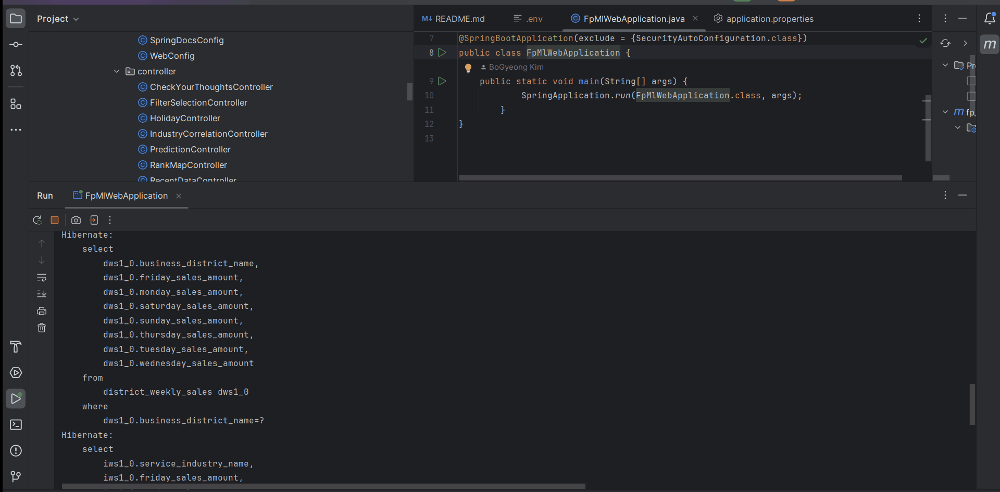 Project
SpringDocsConfig
WebConfig
controller
CheckYourThoughtsController
FilterSelectionController
HolidayController
IndustryCorrelationController
PredictionController
RankMapController
RecentDataController
README.md
.env
FpMlWebApplication.java
application.properties
7 @SpringBootApplication(exclude = {SecurityAutoConfiguration.class})
8 public class FpMlWebApplication {
BoGyeong Kim
9 public static void main(String[] args) {
10 SpringApplication.run(FpMlWebApplication.class, args);
11 }
12 }
13
m
Pr
m fp_
Run FpMlWebApplication
Hibernate:
select
dws1_0.business_district_name,
dws1_0.friday_sales_amount,
dws1_0.monday_sales_amount,
dws1_0.saturday_sales_amount,
dws1_0.sunday_sales_amount,
dws1_0.thursday_sales_amount,
dws1_0.tuesday_sales_amount,
dws1_0.wednesday_sales_amount
from
district_weekly_sales dws1_0
where
dws1_0.business_district_name=?
Hibernate:
select
iws1_0.service_industry_name,
iws1_0.friday_sales_amount,